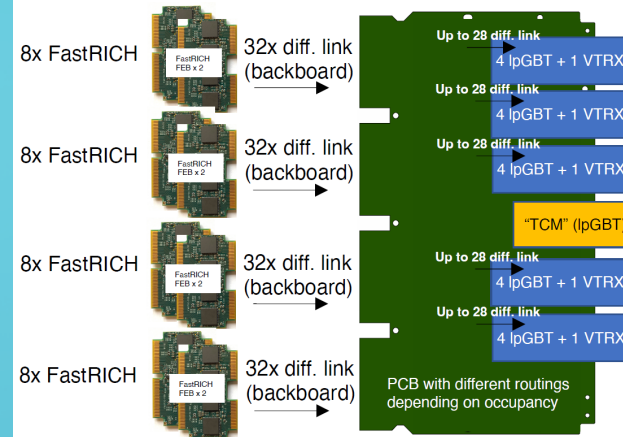 8x FastRICH
FastRICH
FEB x 2
32x diff. link
(backboard)
Up to 28 diff. link
4 lpGBT + 1 VTRX
8x FastRICH
FastRICH
FEB x 2
32x diff. link
(backboard)
Up to 28 diff. link
4 lpGBT + 1 VTRX
Up to 28 diff. link
4 lpGBT + 1 VTRX
"TCM" (lpGBT)
8x FastRICH
FastRICH
FEB x 2
32x diff. link
(backboard)
Up to 28 diff. link
4 lpGBT + 1 VTRX
Up to 28 diff. link
4 lpGBT + 1 VTRX
8x FastRICH
FastRICH
FEB x 2
32x diff. link
(backboard)
PCB with different routings
depending on occupancy